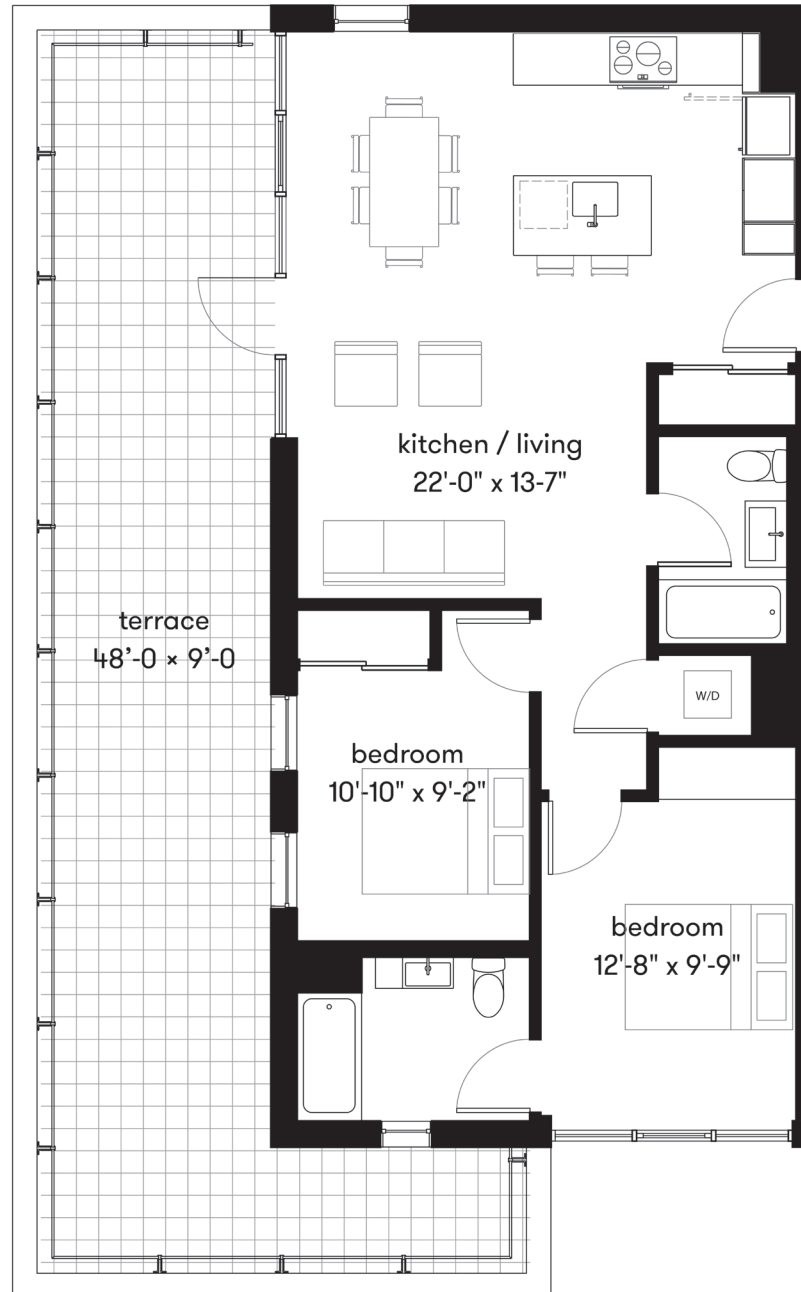 kitchen / living
22'-0" x 13-7"
terrace
48'-0 × 9'-0
W/D
bedroom
10'-10" x 9'-2"
bedroom
12'-8" x 9'-9"